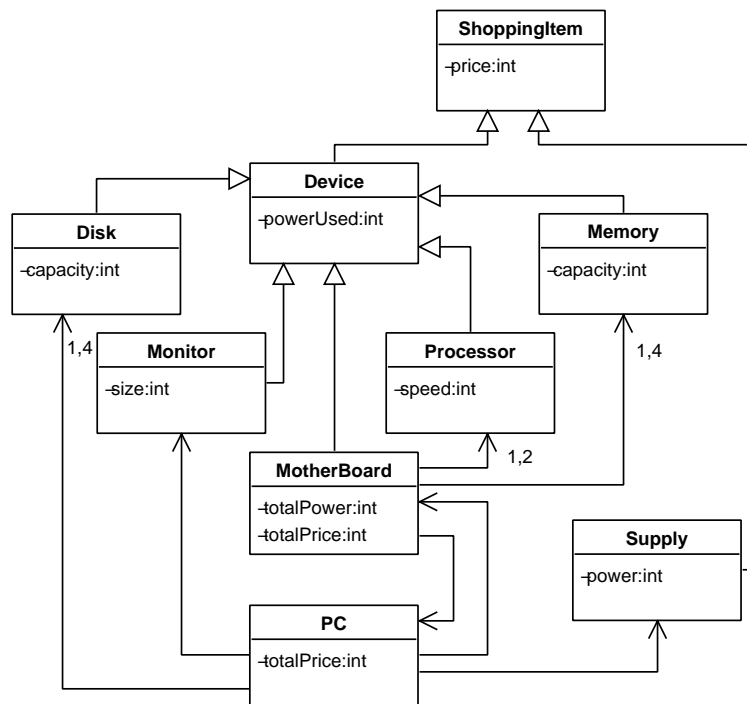 ShoppingItem
-price:int
Device
-powerUsed:int
Disk
-capacity:int
Memory
-capacity:int
1,4
Monitor
-size:int
Processor
-speed:int
1,4
1,2
MotherBoard
-totalPower:int
-totalPrice:int
Supply
-power:int
PC
-totalPrice:int